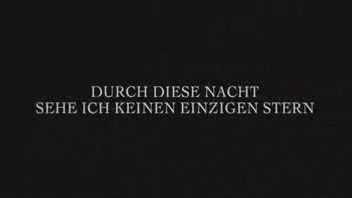 DURCH DIESE NACHT
SEHE ICH KEINEN EINZIGEN STERN